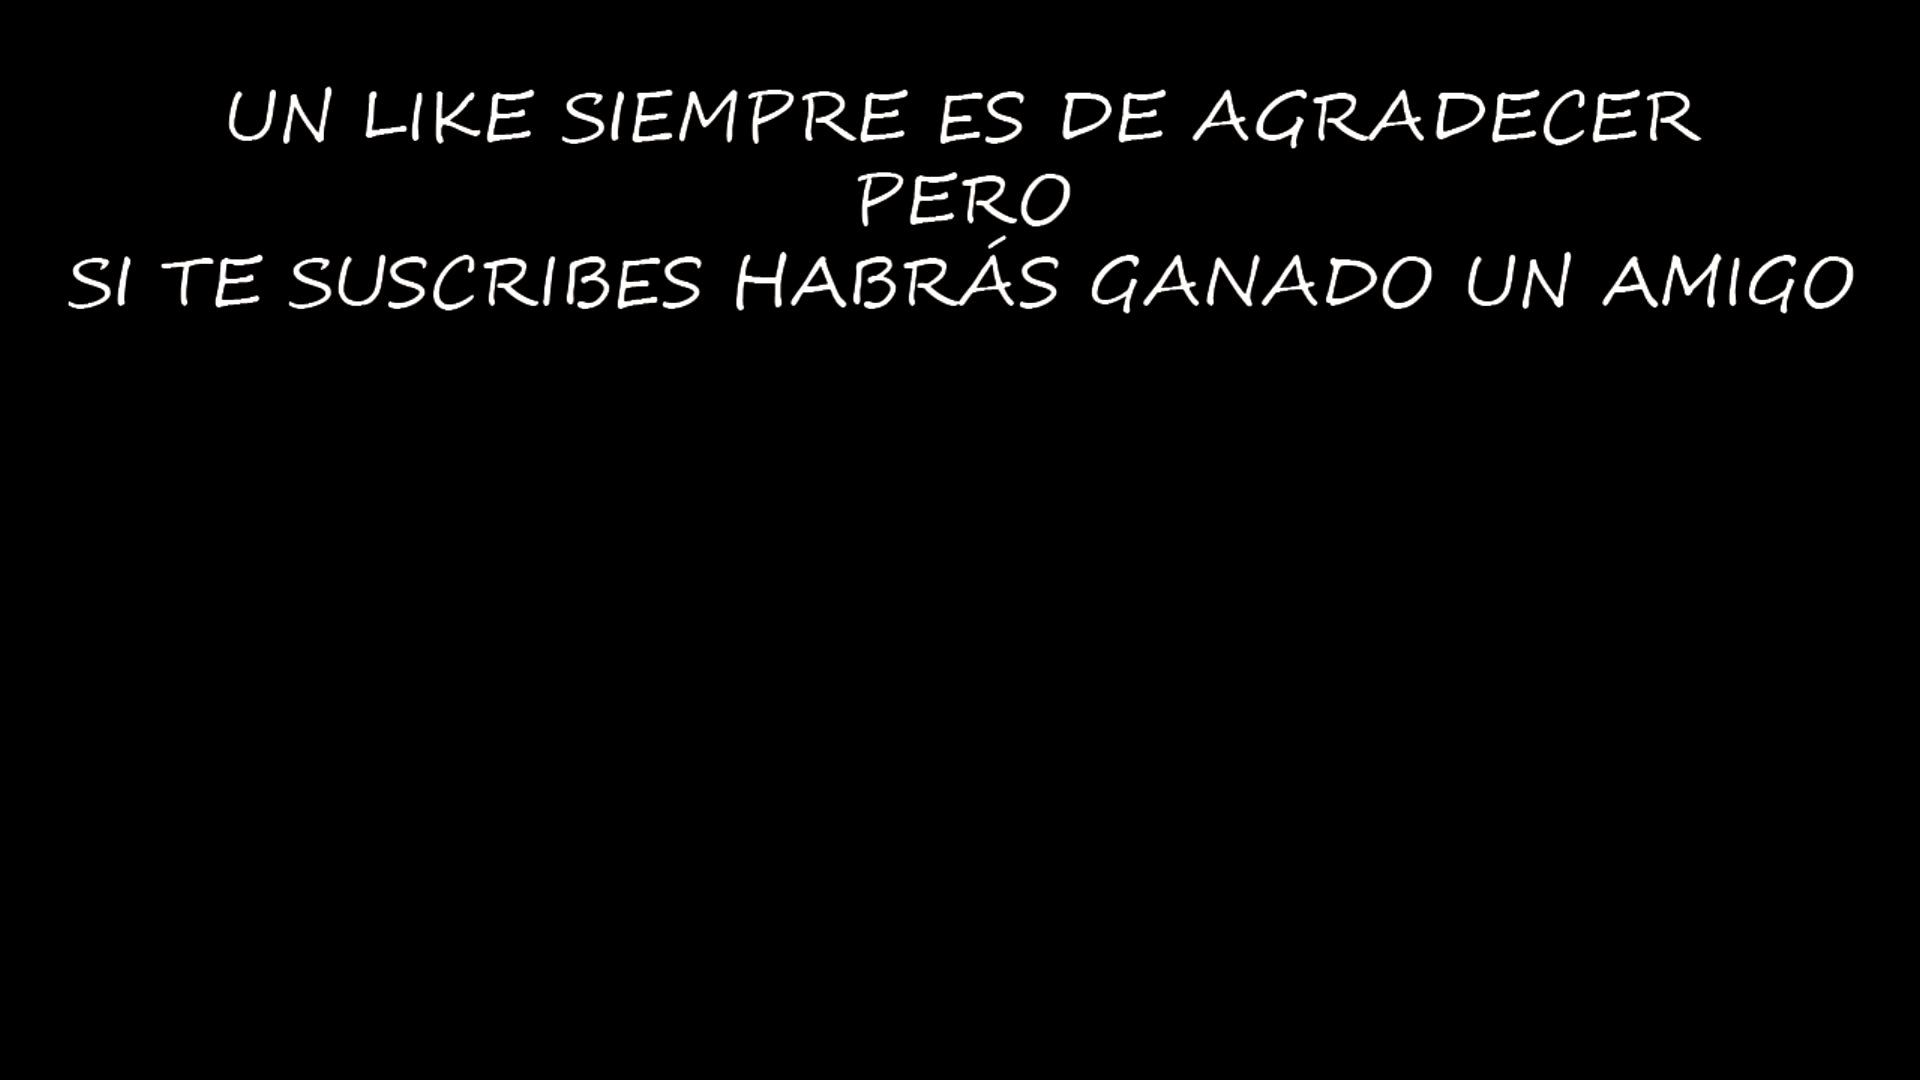 UN LIKE SIEMPRE ES DE AGRADECER
PERO
SI TE SUSCRIBES HABRÁS GANADO UN AMIGO